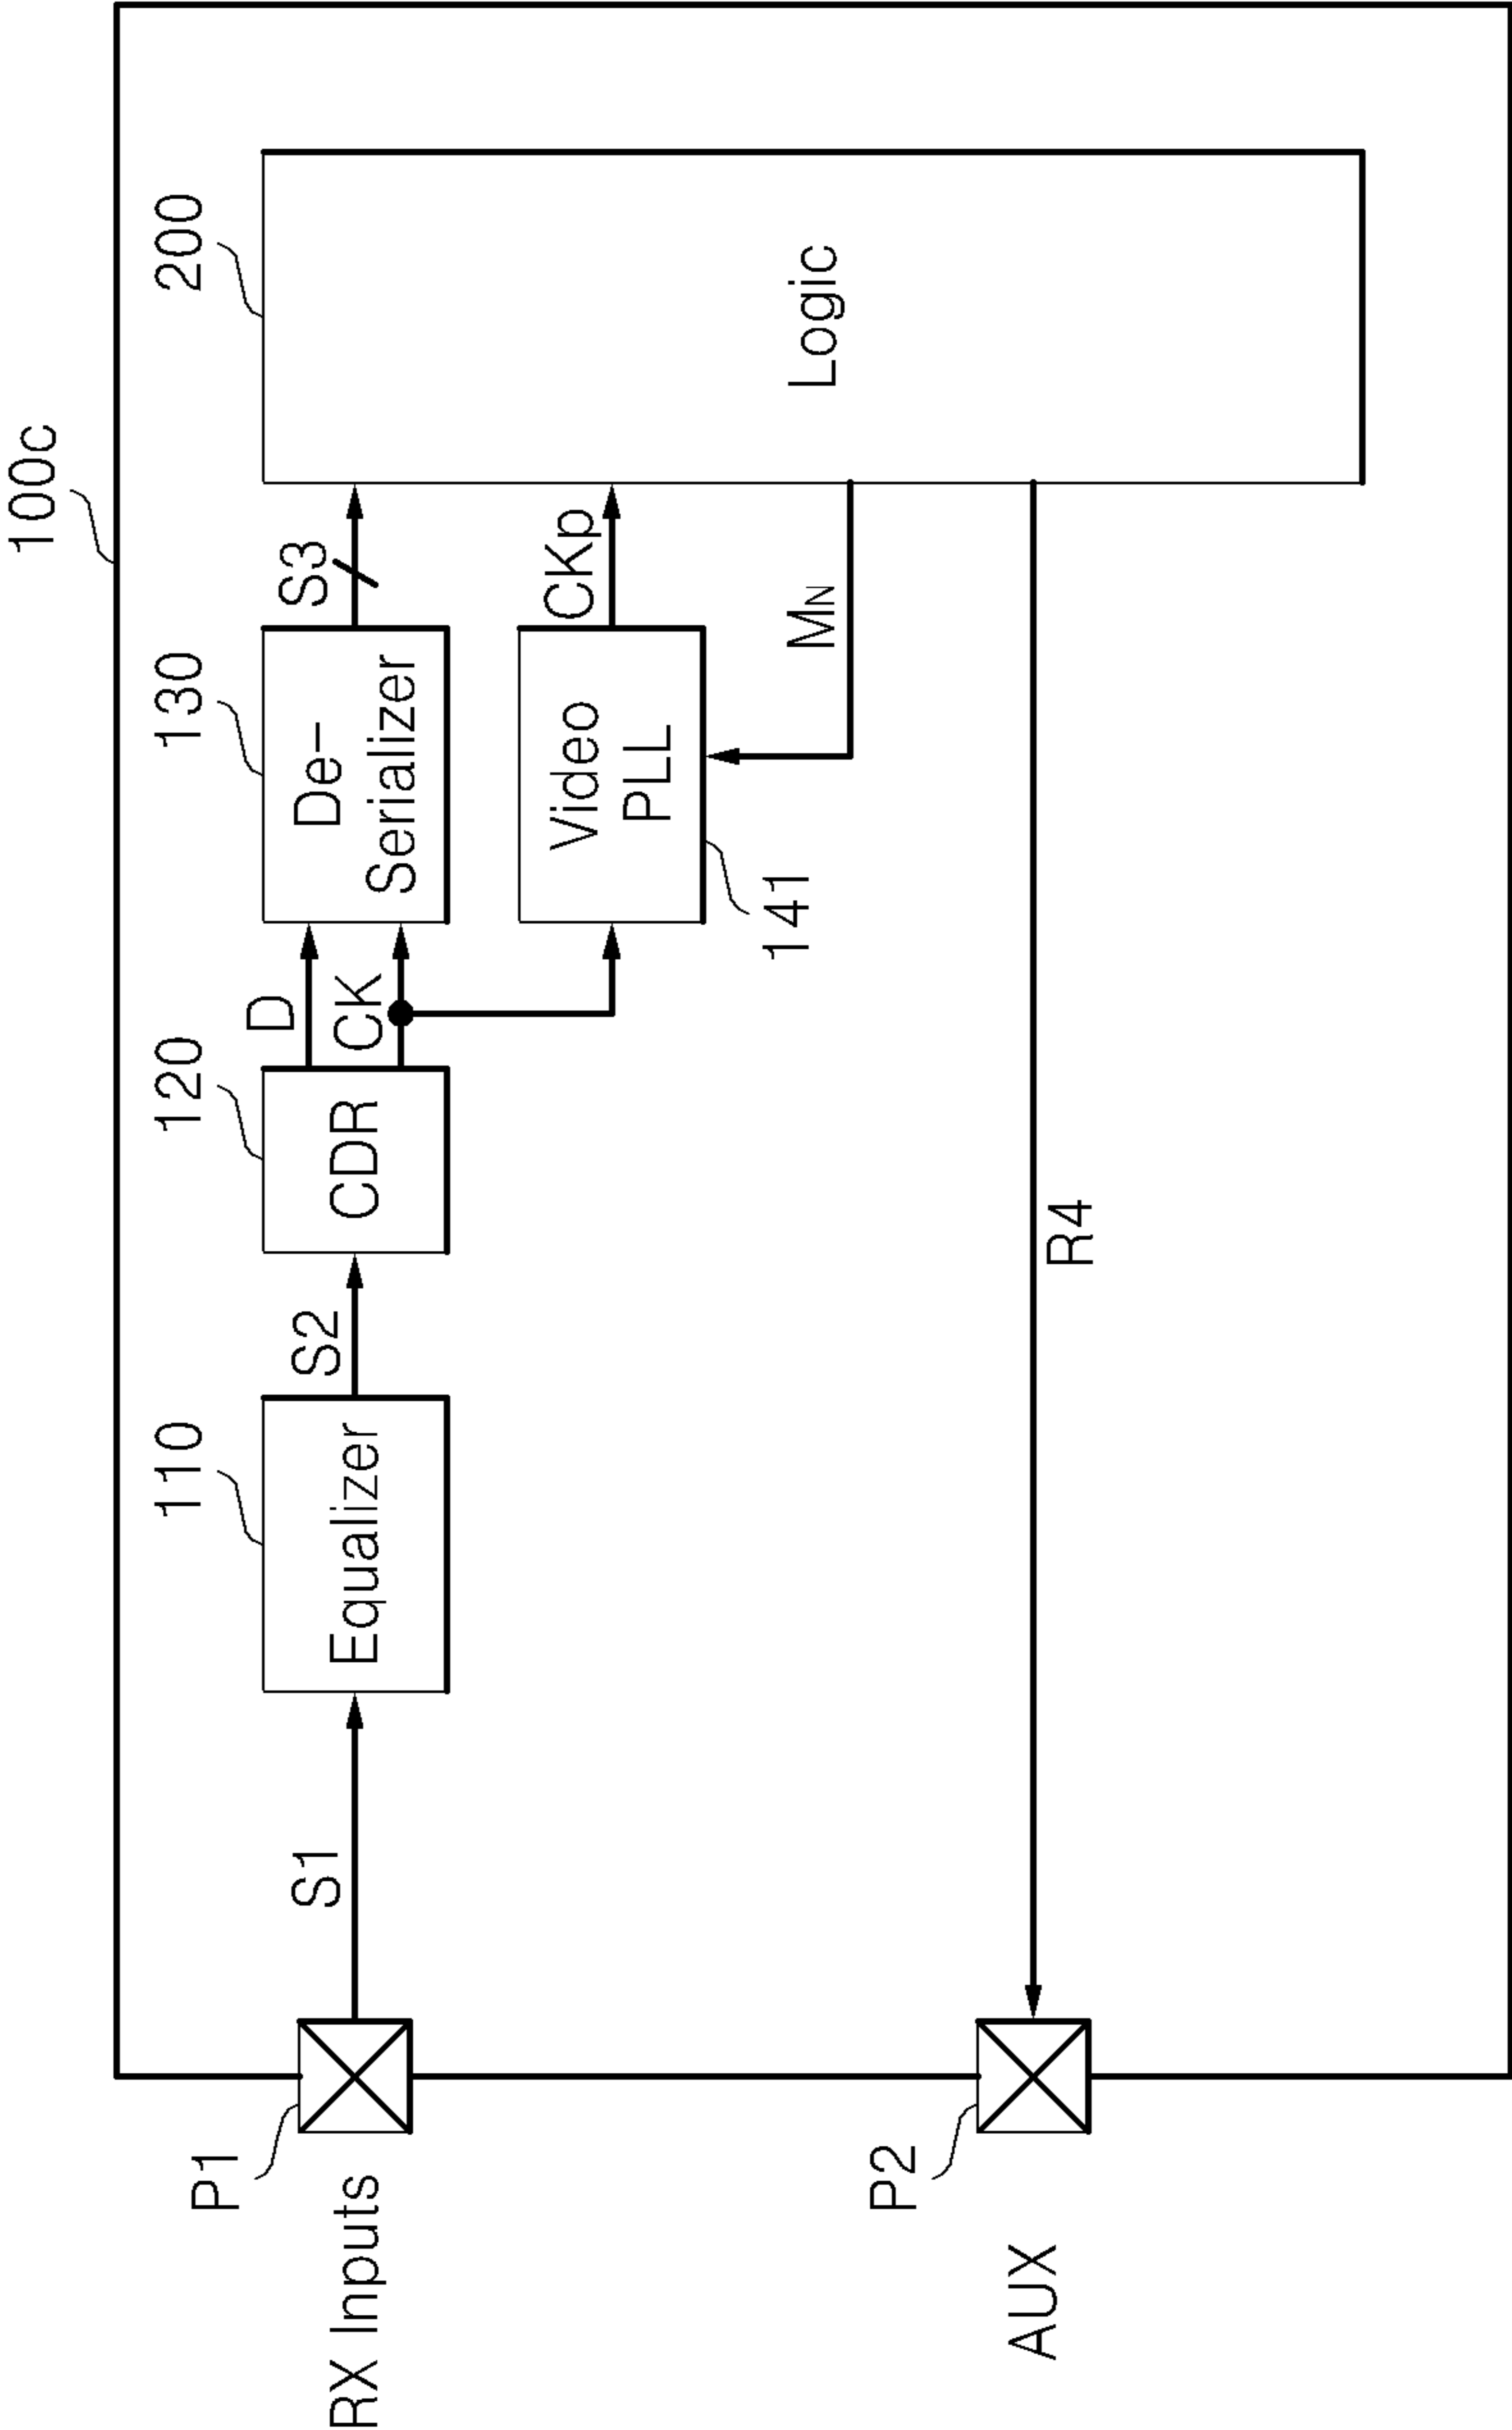 100c
110
120
130
200
P1
RX Inputs
S1
Equalizer
S2
CDR
D
CK
De-
Serializer
S3
Video
PLL
CKp
141
MN
Logic
R4
P2
AUX